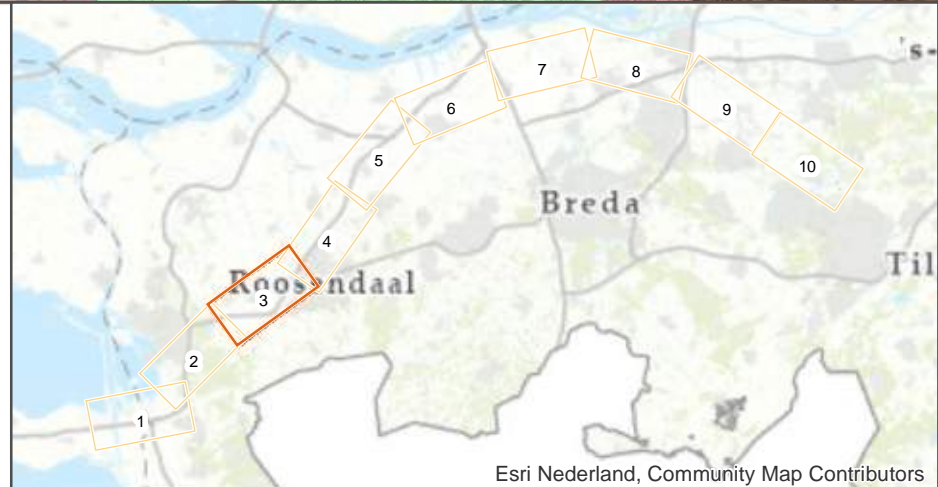 's-
7
8
6
9
5
10
Breda
4
Til
Roosendaal
3
2
1
Esri Nederland, Community Map Contributors